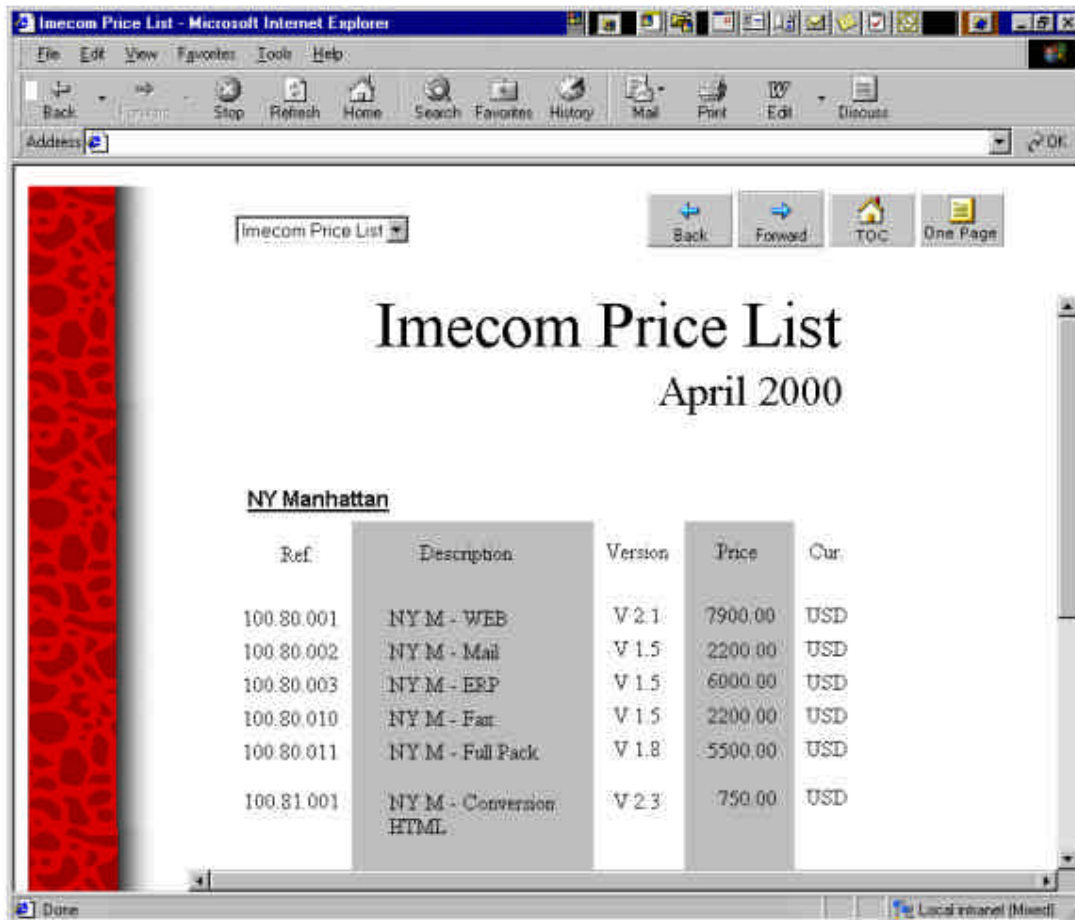 Imecom Price List - Microsoft Internet Explorer
File Edit View Favorites Tools Help
Back Forward Stop Refresh Home Search Favorites History Mail Print Edit Discuss
Address OK
Imecom Price List
Back Forward TOC One Page
Imecom Price List
April 2000
NY Manhattan
Ref. Description Version Price Cur.
100.80.001 NY M - WEB V 2.1 7900.00 USD
100.80.002 NY M - Mail V 1.5 2200.00 USD
100.80.003 NY M - ERP V 1.5 6000.00 USD
100.80.010 NY M - Fax V 1.5 2200.00 USD
100.80.011 NY M - Full Pack V 1.8 5500.00 USD
100.81.001 NY M - Conversion V 2.3 750.00 USD
HTML
Done Local intranet (Mixed)